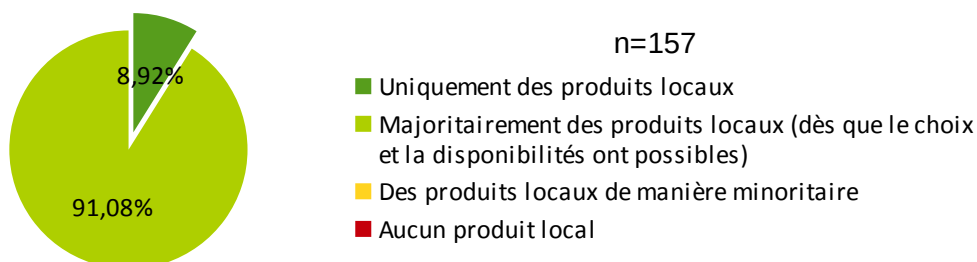 n=157
8,92%
91,08%
Uniquement des produits locaux
Majoritairement des produits locaux (dès que le choix
et la disponibilités ont possibles)
Des produits locaux de manière minoritaire
Aucun produit local